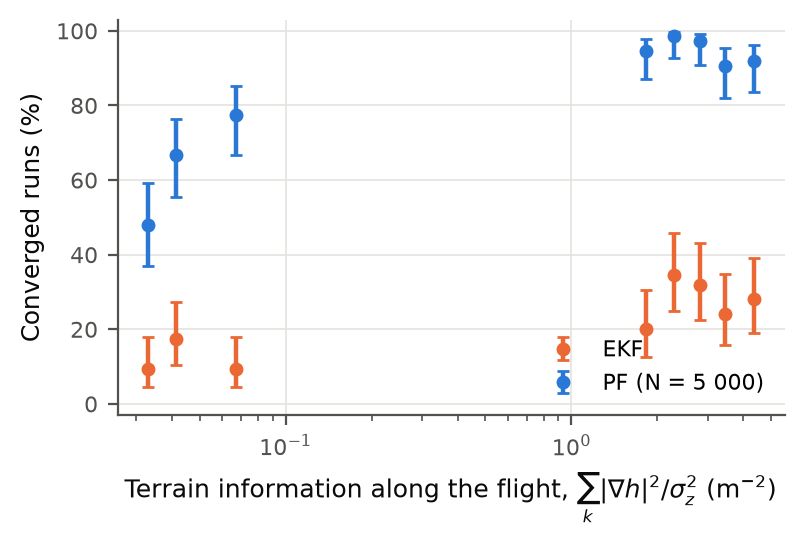 Converged runs (%)
100
80
60
40
20
0
EKF
PF (N = 5 000)
10⁻¹
10⁰
Terrain information along the flight, ∑ₖ|∇h|²/σ_z² (m⁻²)